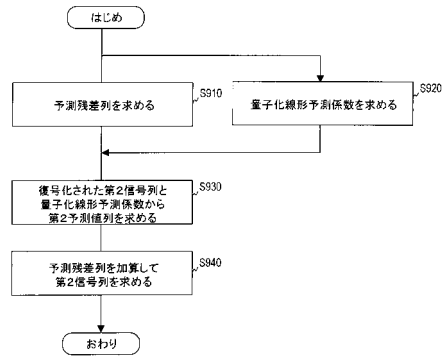 はじめ
予測残差列を求める
S910
量子化線形予測係数を求める
S920
復号化された第2信号列と
量子化線形予測係数から
第2予測値列を求める
S930
予測残差列を加算して
第2信号列を求める
S940
おわり